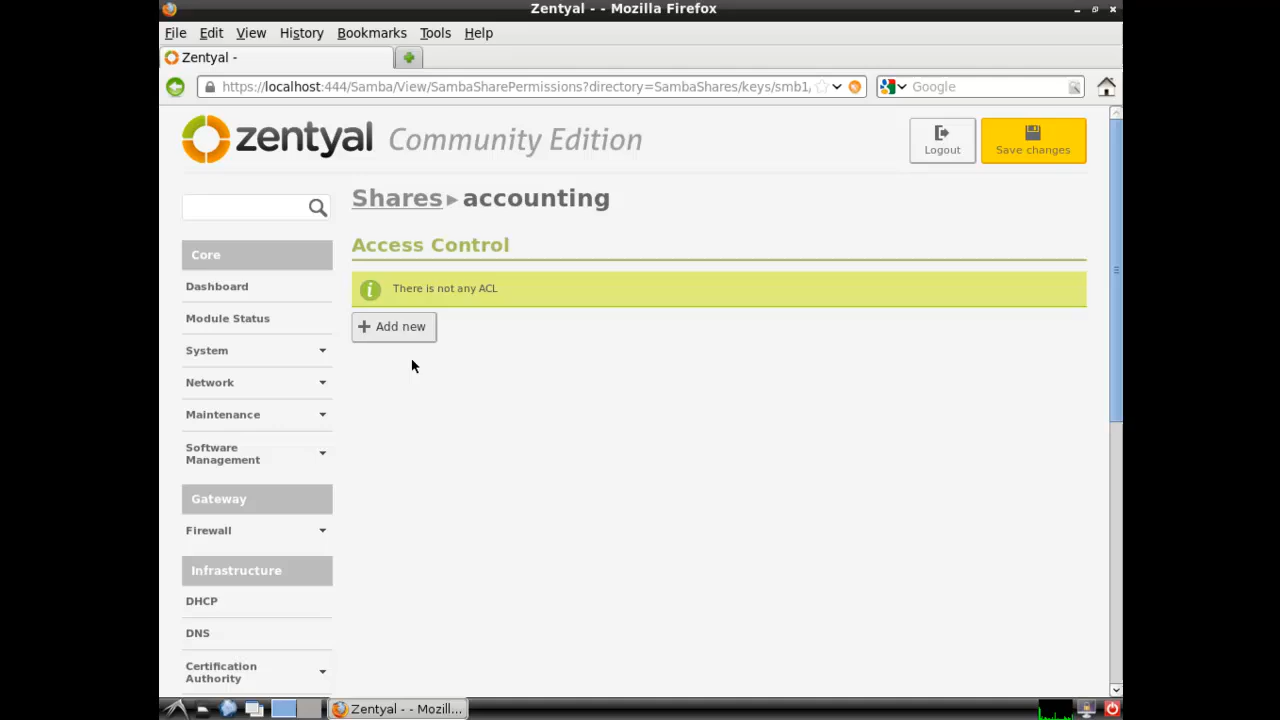 Zentyal - - Mozilla Firefox
File Edit View History Bookmarks Tools Help
Zentyal -
https://localhost:444/Samba/View/SambaSharePermissions?directory=SambaShares/keys/smb1, Google
zentyal Community Edition
Logout
Save changes
Shares ▸ accounting
Access Control
There is not any ACL
+ Add new
Core
Dashboard
Module Status
System
Network
Maintenance
Software
Management
Gateway
Firewall
Infrastructure
DHCP
DNS
Certification
Authority
Zentyal - - Mozill...